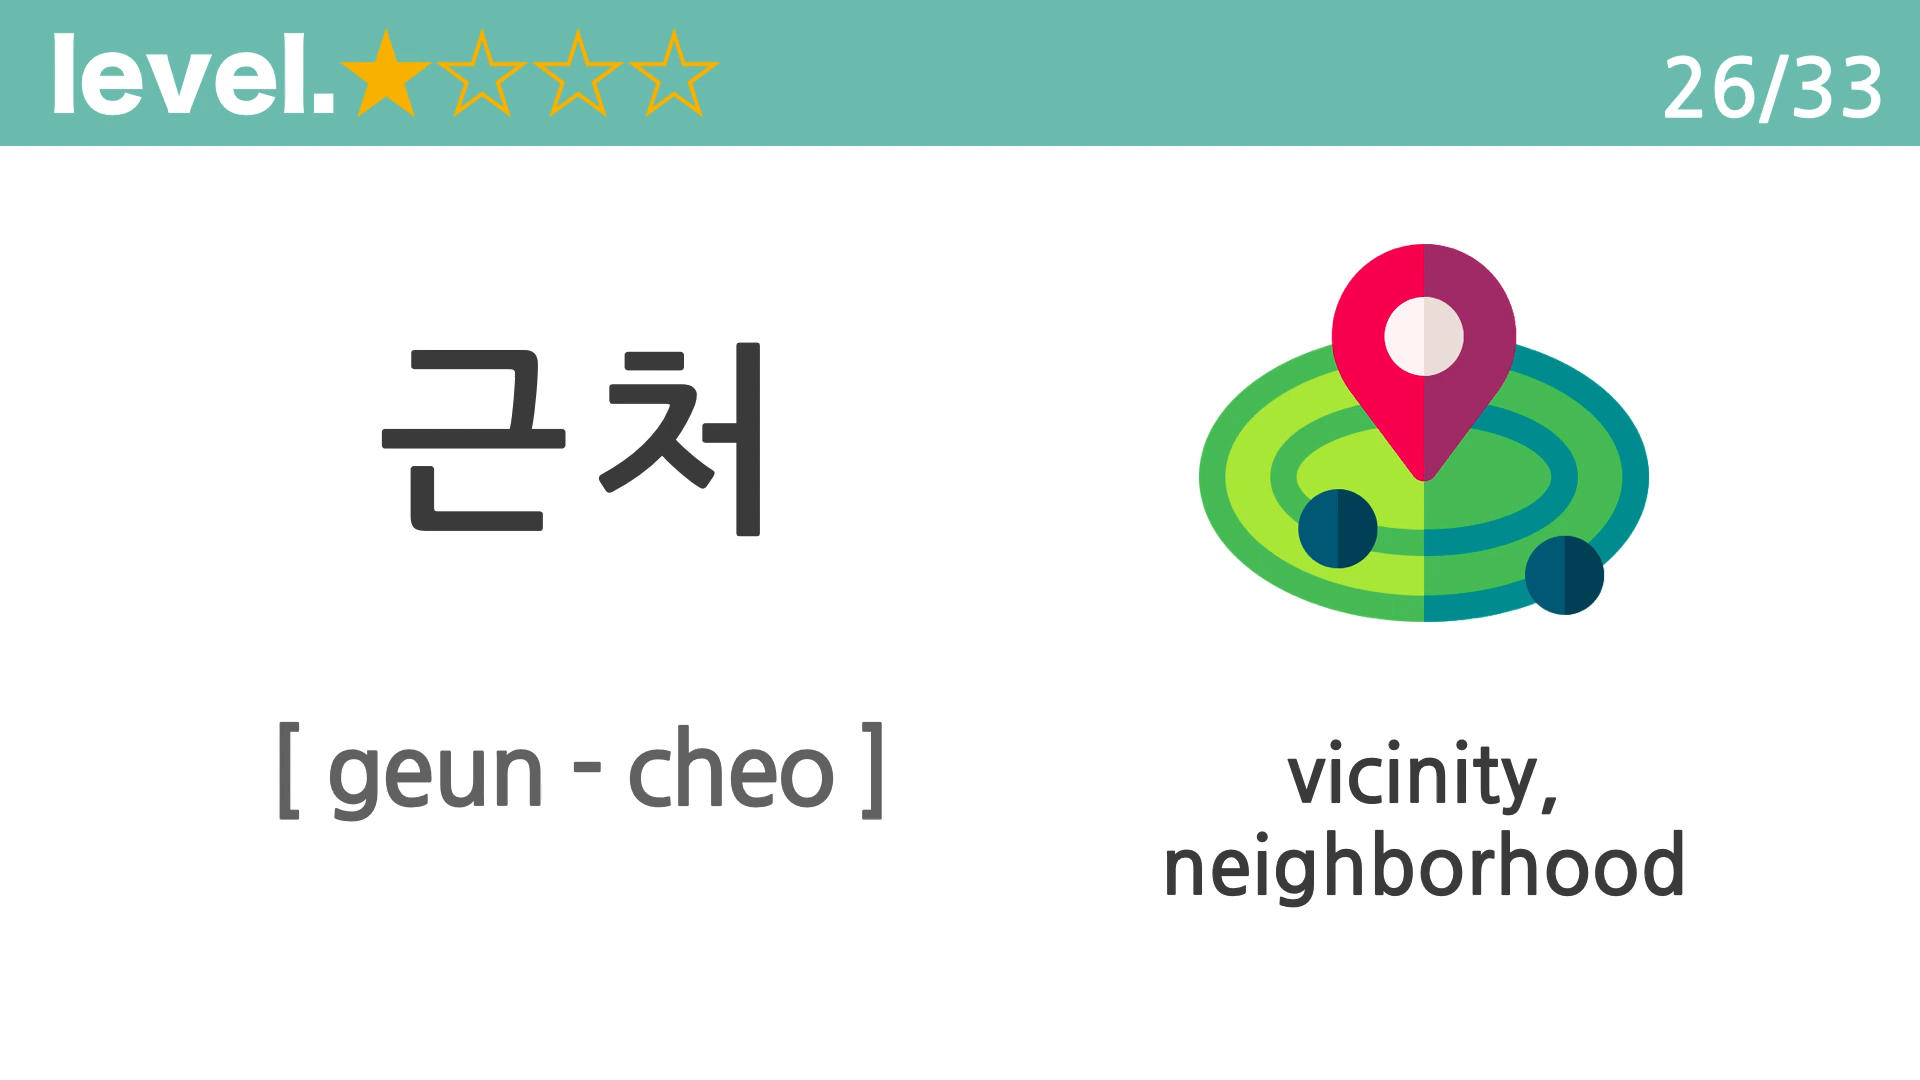 level.★☆☆☆
26/33
근처
[ geun - cheo ]
vicinity,
neighborhood